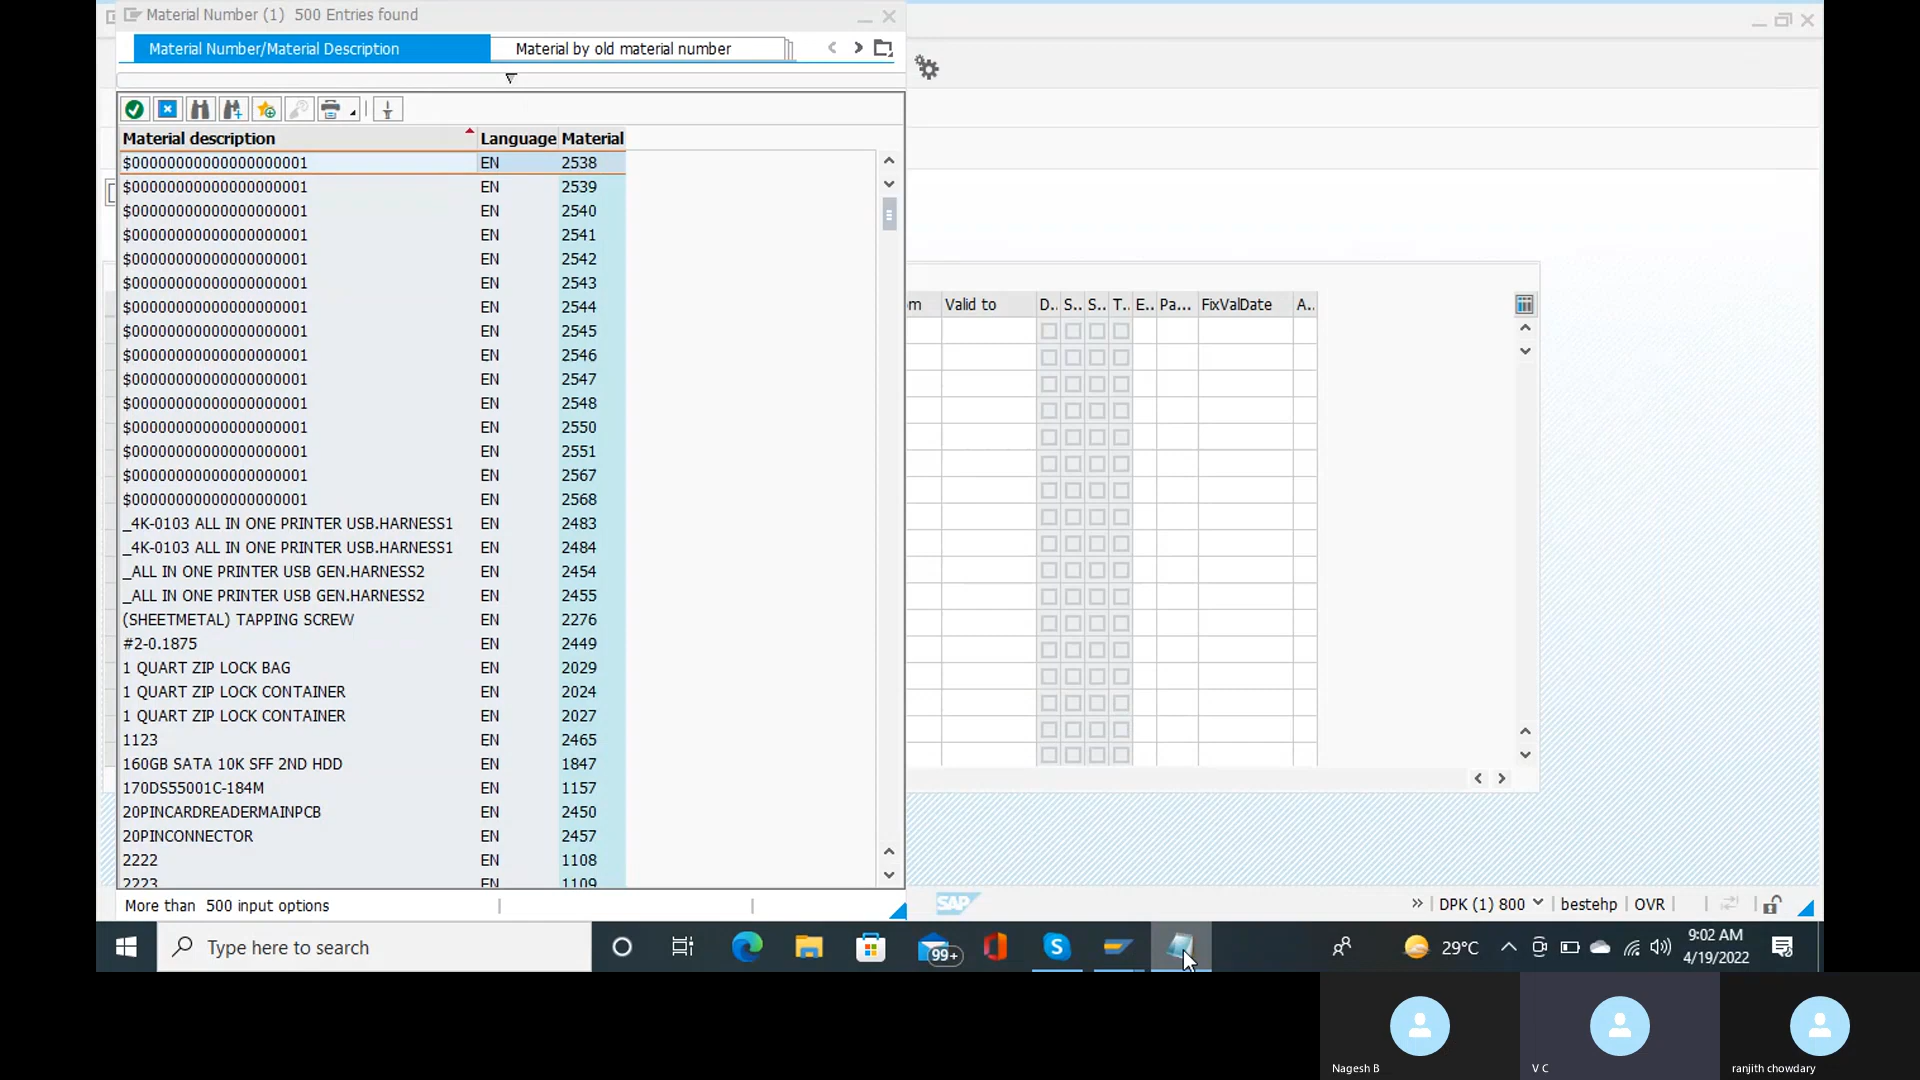 Material Number (1) 500 Entries found
Material Number/Material Description
Material by old material number
Material description Language Material
$00000000000000000001 EN 2538
$00000000000000000001 EN 2539
$00000000000000000001 EN 2540
$00000000000000000001 EN 2541
$00000000000000000001 EN 2542
$00000000000000000001 EN 2543
$00000000000000000001 EN 2544
$00000000000000000001 EN 2545
$00000000000000000001 EN 2546
$00000000000000000001 EN 2547
$00000000000000000001 EN 2548
$00000000000000000001 EN 2550
$00000000000000000001 EN 2551
$00000000000000000001 EN 2567
$00000000000000000001 EN 2568
_4K-0103 ALL IN ONE PRINTER USB.HARNESS1 EN 2483
_4K-0103 ALL IN ONE PRINTER USB.HARNESS1 EN 2484
_ALL IN ONE PRINTER USB GEN.HARNESS2 EN 2454
_ALL IN ONE PRINTER USB GEN.HARNESS2 EN 2455
(SHEETMETAL) TAPPING SCREW EN 2276
#2-0.1875 EN 2449
1 QUART ZIP LOCK BAG EN 2029
1 QUART ZIP LOCK CONTAINER EN 2024
1 QUART ZIP LOCK CONTAINER EN 2027
1123 EN 2465
160GB SATA 10K SFF 2ND HDD EN 1847
170DS55001C-184M EN 1157
20PINCARDREADERMAINPCB EN 2450
20PINCONNECTOR EN 2457
2222 EN 1108
2223 EN 1109
More than 500 input options
om Valid to D.. S.. S.. T.. E.. Pa... FixValDate A..
SAP
DPK (1) 800 bestehp OVR
Type here to search
99+
29°C
9:02 AM
4/19/2022
Nagesh B
V C
ranjith chowdary